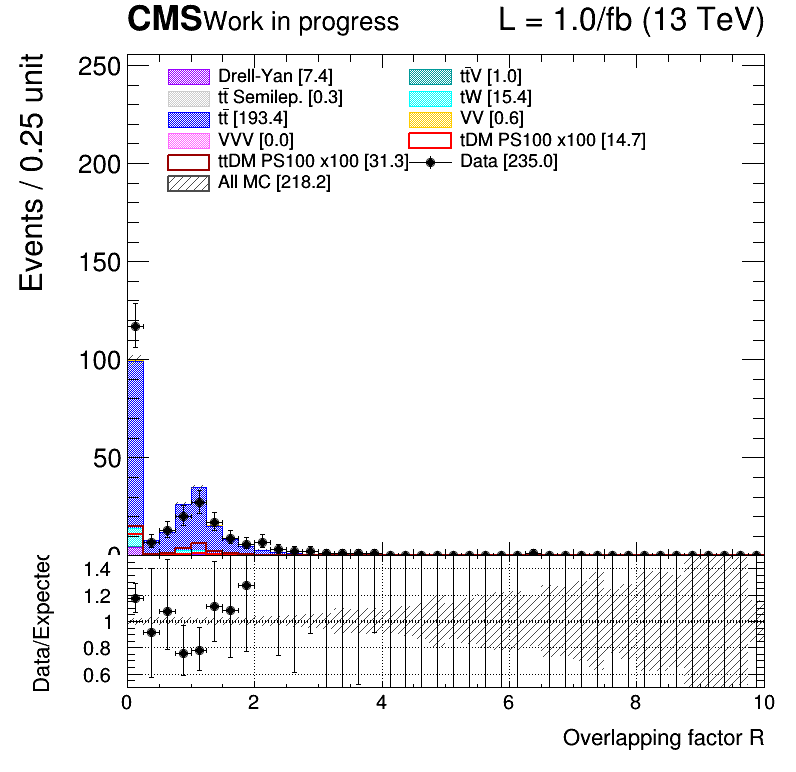 CMS Work in progress L = 1.0/fb (13 TeV)
Events / 0.25 unit
250
200
150
100
50
0
Drell-Yan [7.4]
tt̄V [1.0]
tt̄ Semilep. [0.3]
tW [15.4]
tt̄ [193.4]
VV [0.6]
VVV [0.0]
tDM PS100 x100 [14.7]
ttDM PS100 x100 [31.3]
Data [235.0]
All MC [218.2]
Data/Expected
1.4
1.2
1
0.8
0.6
0 2 4 6 8 10
Overlapping factor R